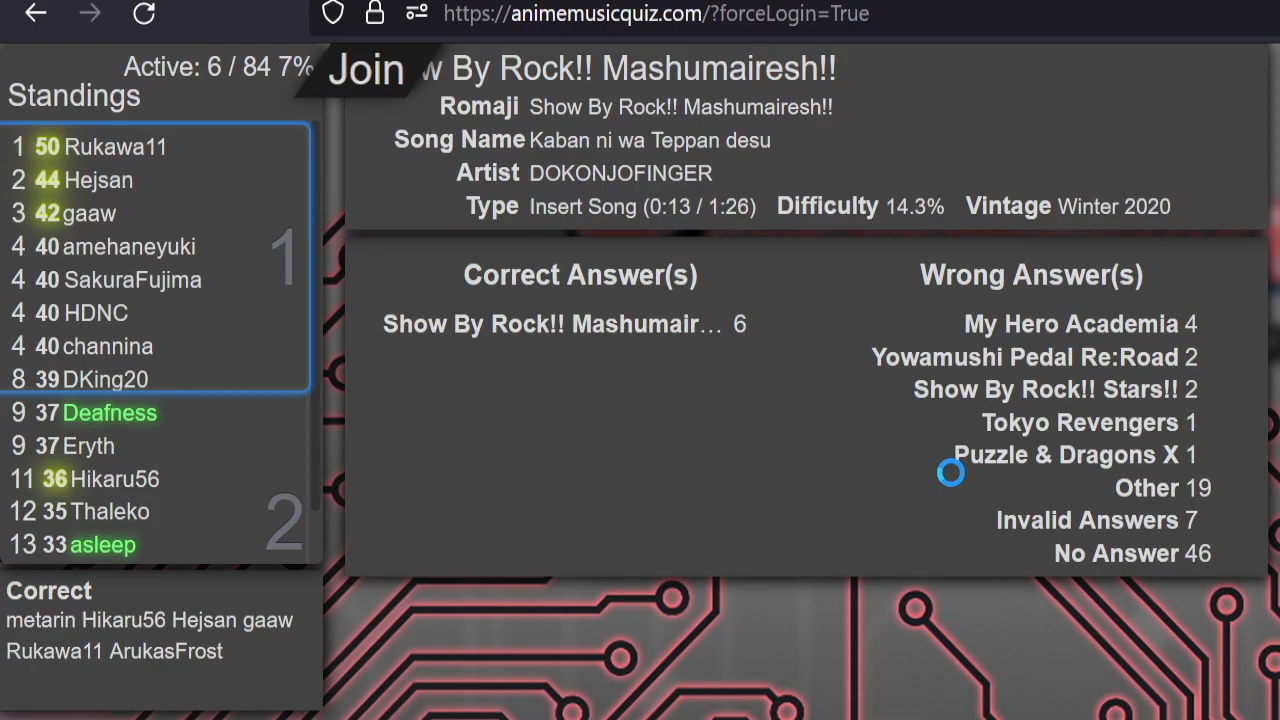 https://animemusicquiz.com/?forceLogin=True
Active: 6 / 84 7%
Join
w By Rock!! Mashumairesh!!
Standings
1 50 Rukawa11
2 44 Hejsan
3 42 gaaw
4 40 amehaneyuki
4 40 SakuraFujima
4 40 HDNC
4 40 channina
8 39 DKing20
1
9 37 Deafness
9 37 Eryth
11 36 Hikaru56
12 35 Thaleko
13 33 asleep
2
Correct
metarin Hikaru56 Hejsan gaaw
Rukawa11 ArukasFrost
Romaji Show By Rock!! Mashumairesh!!
Song Name Kaban ni wa Teppan desu
Artist DOKONJOFINGER
Type Insert Song (0:13 / 1:26) Difficulty 14.3% Vintage Winter 2020
Correct Answer(s)
Show By Rock!! Mashumair… 6
Wrong Answer(s)
My Hero Academia 4
Yowamushi Pedal Re:Road 2
Show By Rock!! Stars!! 2
Tokyo Revengers 1
Puzzle & Dragons X 1
Other 19
Invalid Answers 7
No Answer 46